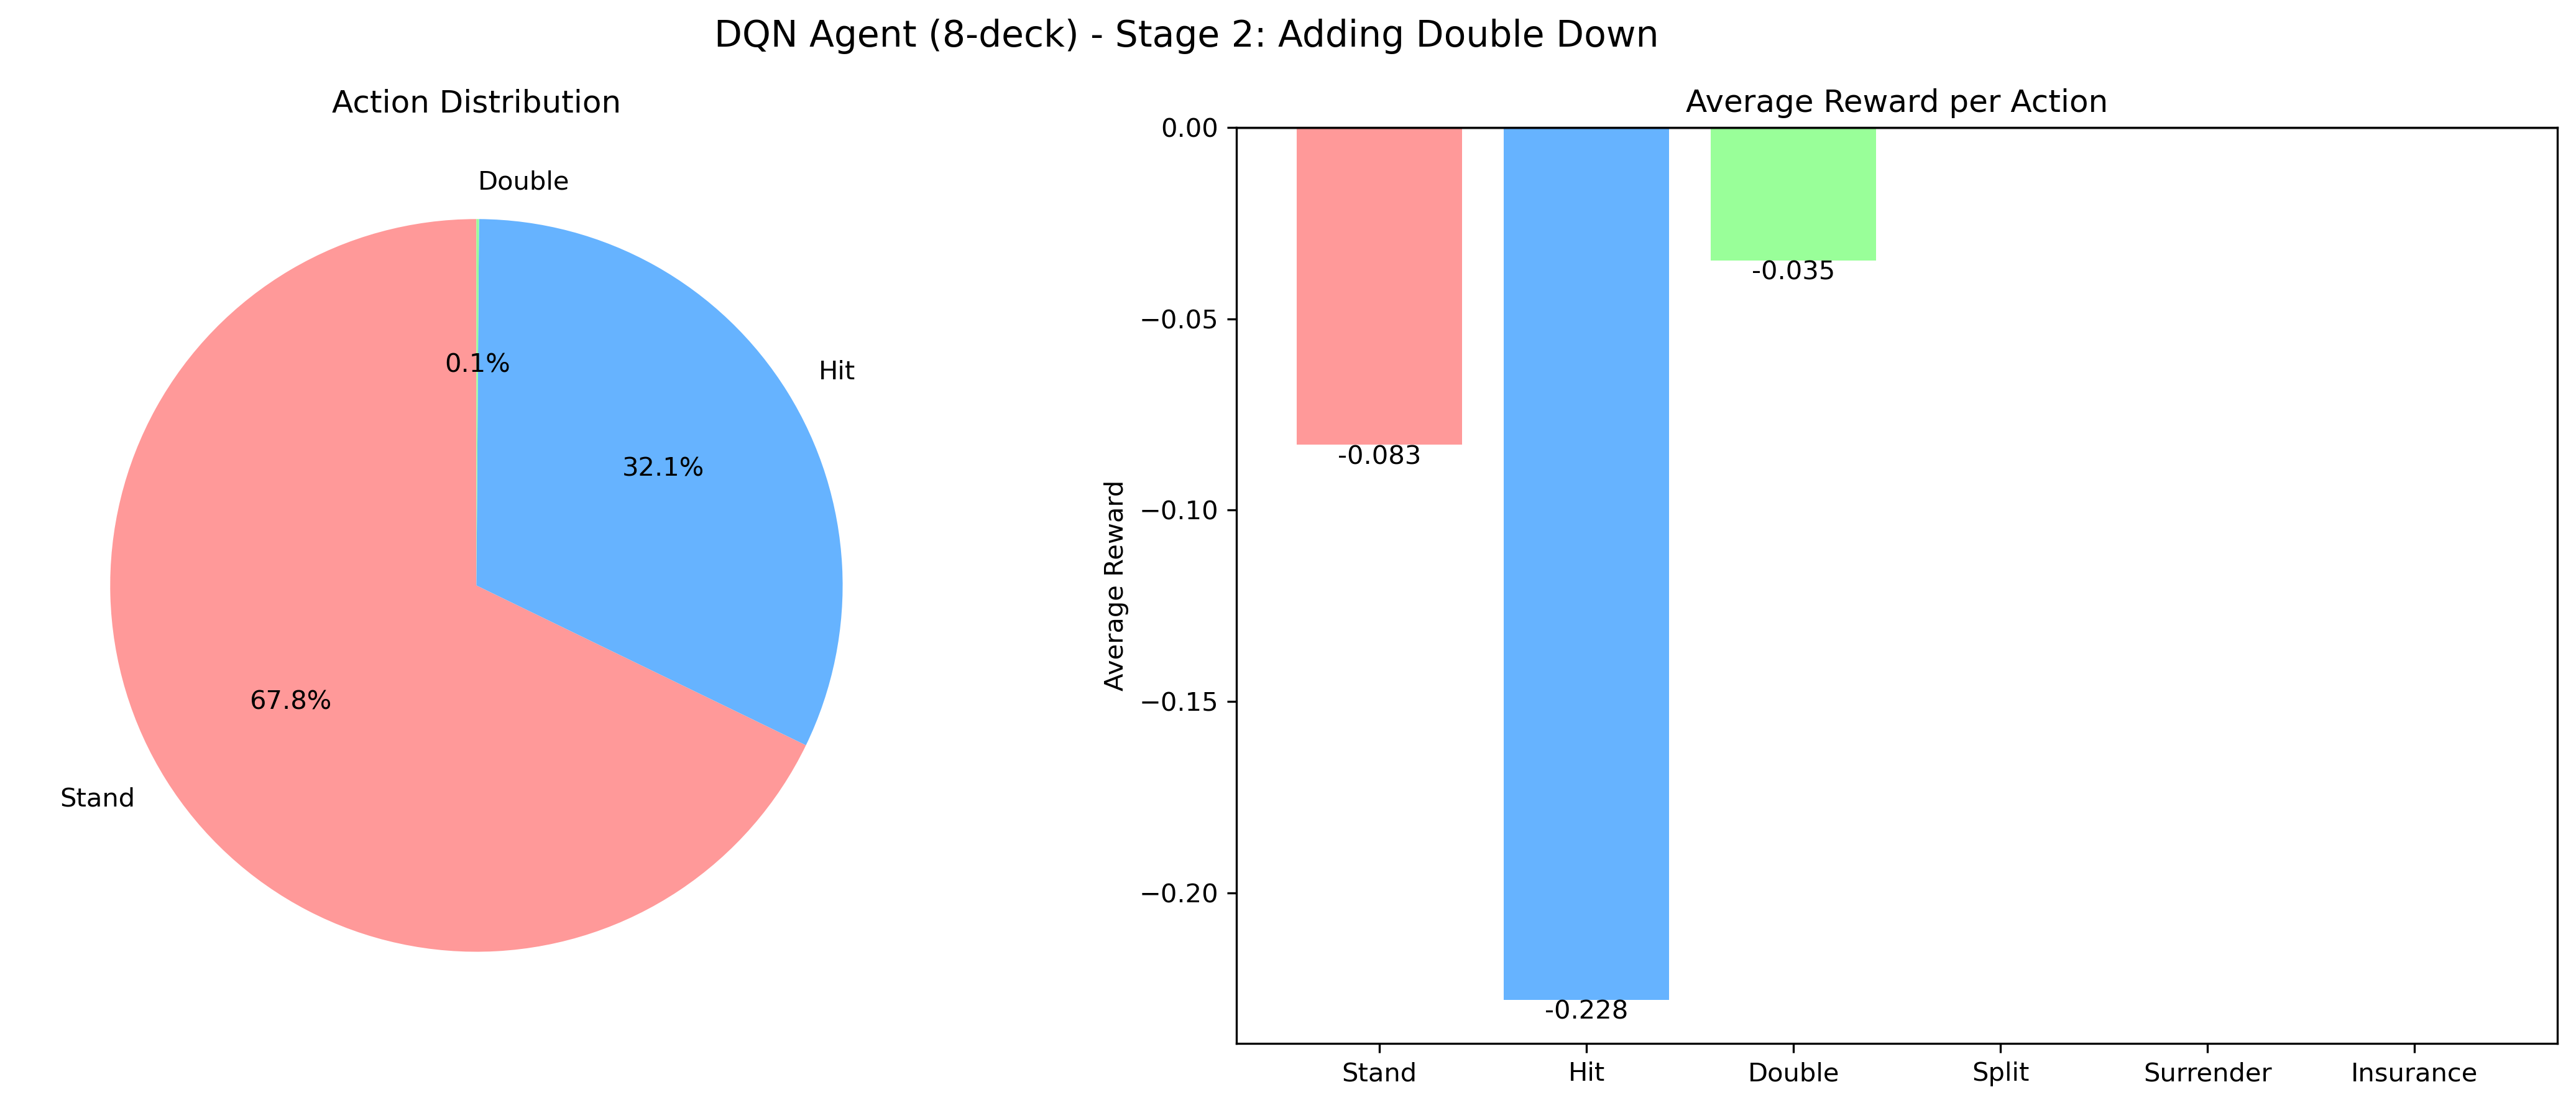 DQN Agent (8-deck) - Stage 2: Adding Double Down
Action Distribution
Double
0.1%
Hit
32.1%
67.8%
Stand
Average Reward per Action
Average Reward
0.00
−0.05
−0.10
−0.15
−0.20
-0.083
-0.228
-0.035
Stand Hit Double Split Surrender Insurance